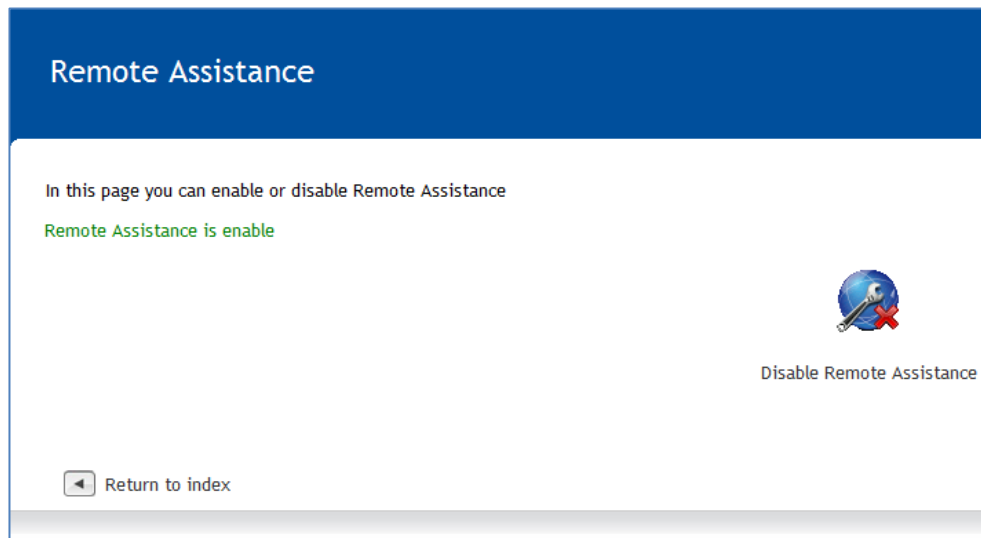 Remote Assistance
In this page you can enable or disable Remote Assistance
Remote Assistance is enable
Disable Remote Assistance
Return to index